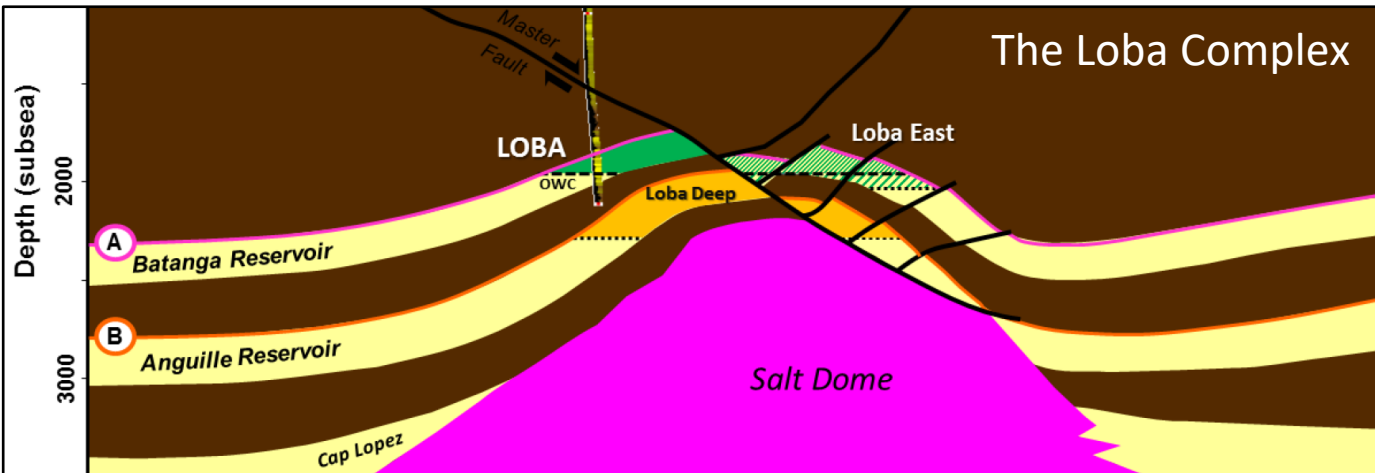 The Loba Complex
Depth (subsea)
2000
3000
Master
Fault
LOBA
OWC
Loba East
Loba Deep
A
Batanga Reservoir
B
Anguille Reservoir
Salt Dome
Cap Lopez